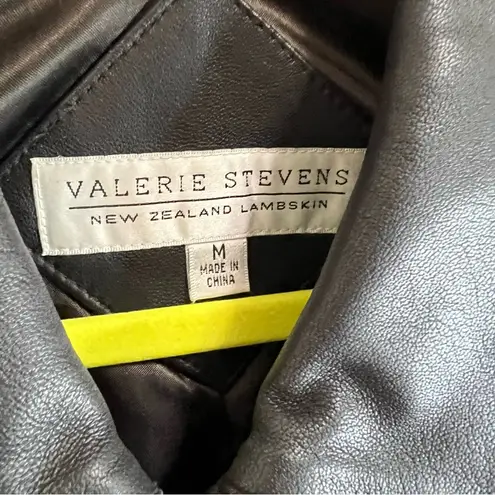 VALERIE STEVENS
NEW ZEALAND LAMBSKIN
M
MADE IN
CHINA